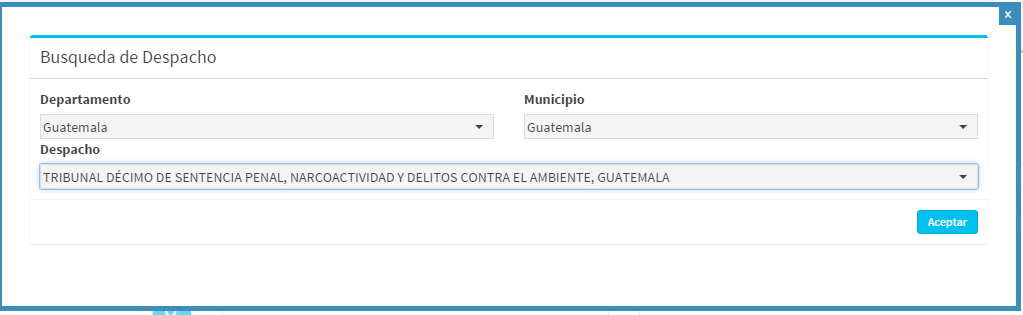 x
Busqueda de Despacho
Departamento
Municipio
Guatemala
Guatemala
Despacho
TRIBUNAL DÉCIMO DE SENTENCIA PENAL, NARCOACTIVIDAD Y DELITOS CONTRA EL AMBIENTE, GUATEMALA
Aceptar